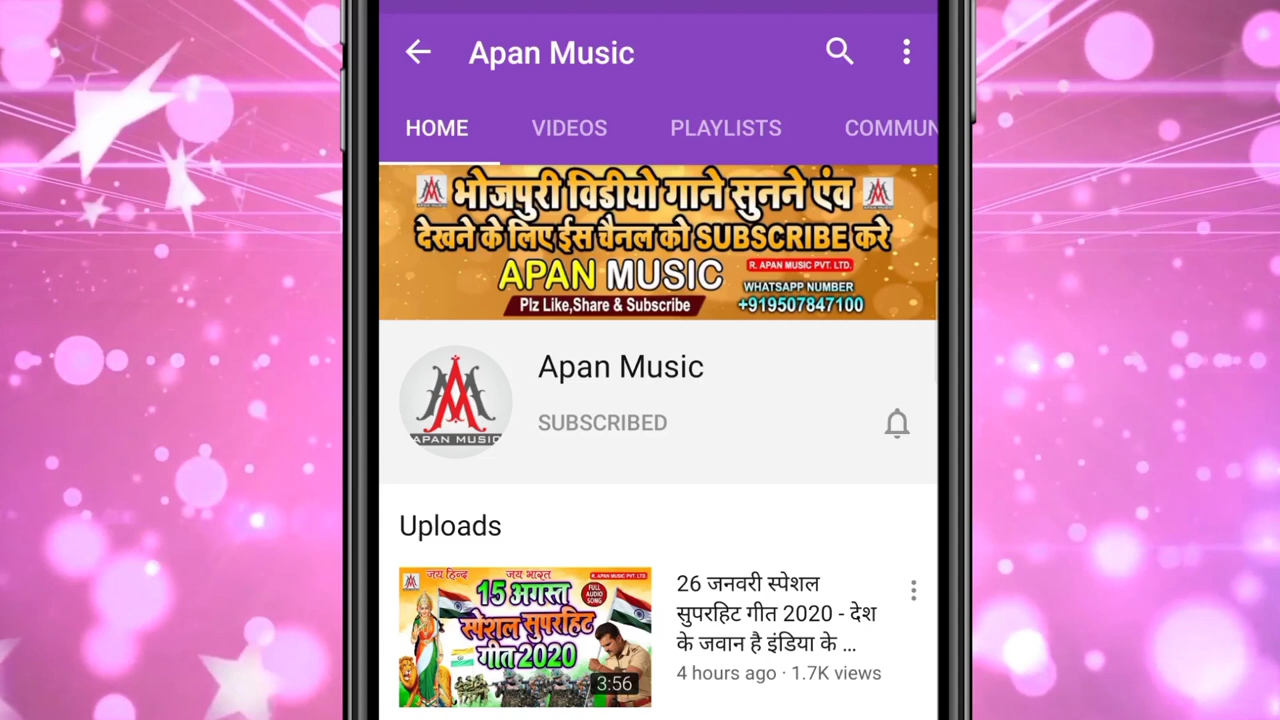 Apan Music
HOME VIDEOS PLAYLISTS COMMUN
भोजपुरी विडीयो गाने सुनने एंव
देखने के लिए ईस चैनल को SUBSCRIBE करे
APAN MUSIC
R. APAN MUSIC PVT. LTD.
WHATSAPP NUMBER
+919507847100
Plz Like,Share & Subscribe
Apan Music
SUBSCRIBED
APAN MUSIC
Uploads
जय हिन्द जय भारत
R. APAN MUSIC PVT. LTD
15 अगस्त
FULL
AUDIO
SONG
स्पेशल सुपरहिट
गीत 2020
3:56
26 जनवरी स्पेशल
सुपरहिट गीत 2020 - देश
के जवान है इंडिया के ...
4 hours ago · 1.7K views